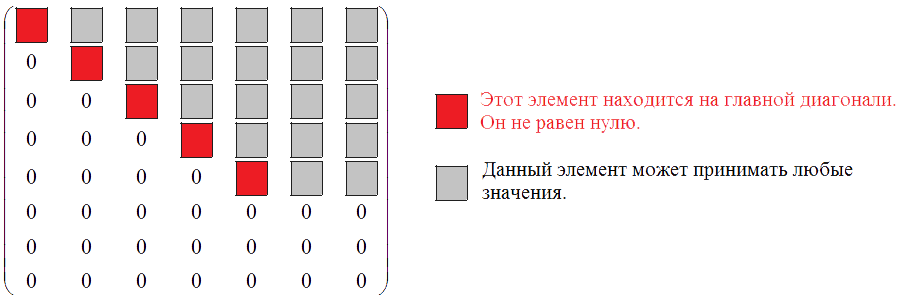 0
0 0
Этот элемент находится на главной диагонали.
Он не равен нулю.
0 0 0
0 0 0 0
Данный элемент может принимать любые
значения.
0 0 0 0 0 0 0
0 0 0 0 0 0 0
0 0 0 0 0 0 0